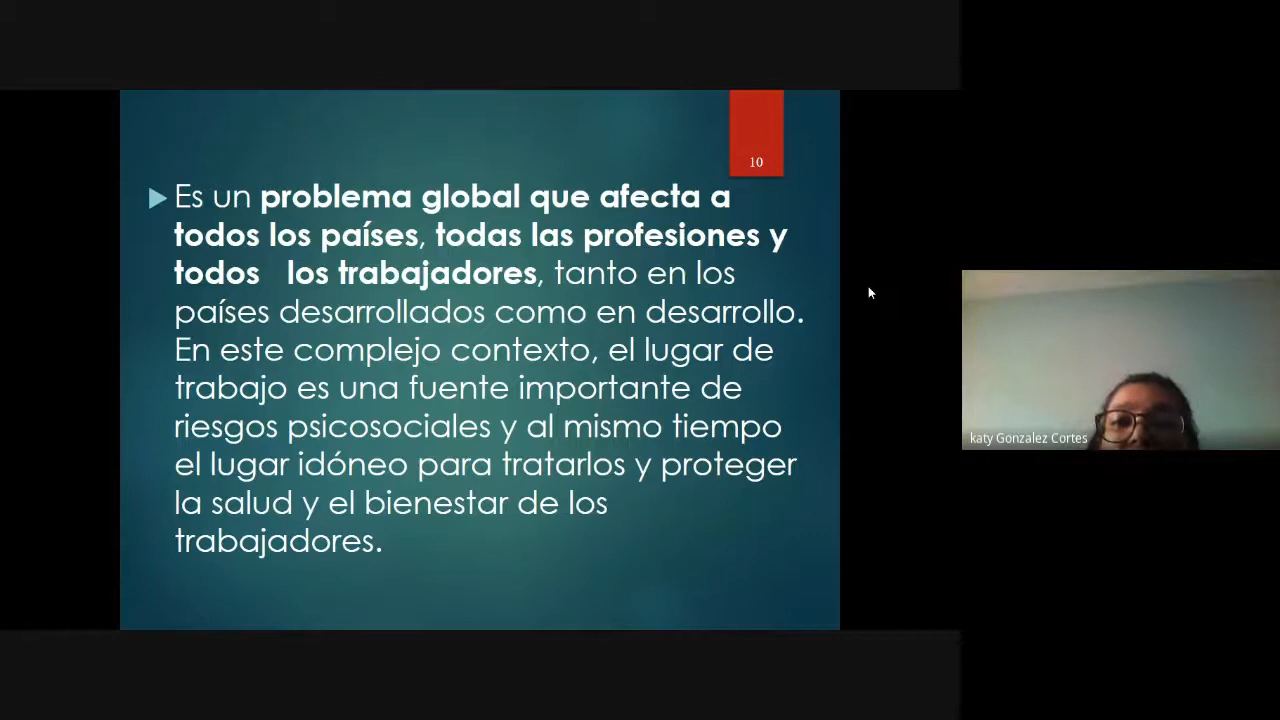 10
Es un problema global que afecta a
todos los países, todas las profesiones y
todos los trabajadores, tanto en los
países desarrollados como en desarrollo.
En este complejo contexto, el lugar de
trabajo es una fuente importante de
riesgos psicosociales y al mismo tiempo
el lugar idóneo para tratarlos y proteger
la salud y el bienestar de los
trabajadores.
katy Gonzalez Cortes